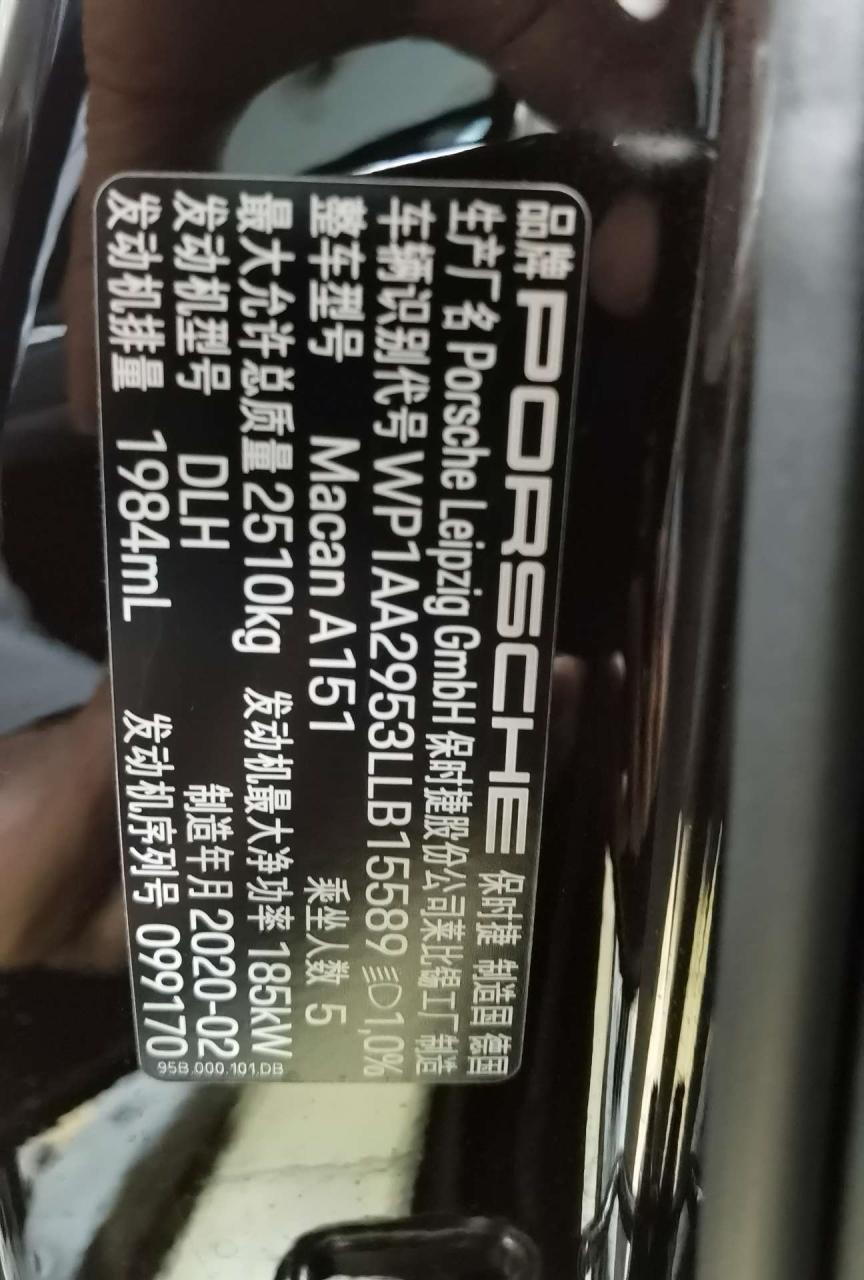 品牌 PORSCHE 保时捷 制造国 德国
生产厂名 Porsche Leipzig GmbH 保时捷股份公司莱比锡工厂 制造
车辆识别代号 WP1AA2953LLB15589 1,0%
整车型号 Macan A151 乘坐人数 5
最大允许总质量 2510kg 发动机最大净功率 185kW
发动机型号 DLH 制造年月 2020-02
发动机排量 1984mL 发动机序列号 099170
95B.000.101.DB